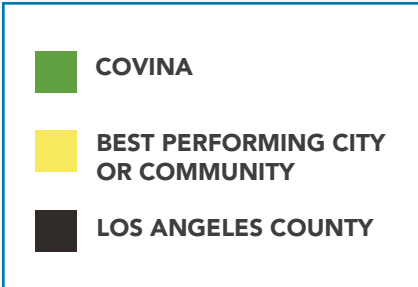 COVINA
BEST PERFORMING CITY
OR COMMUNITY
LOS ANGELES COUNTY